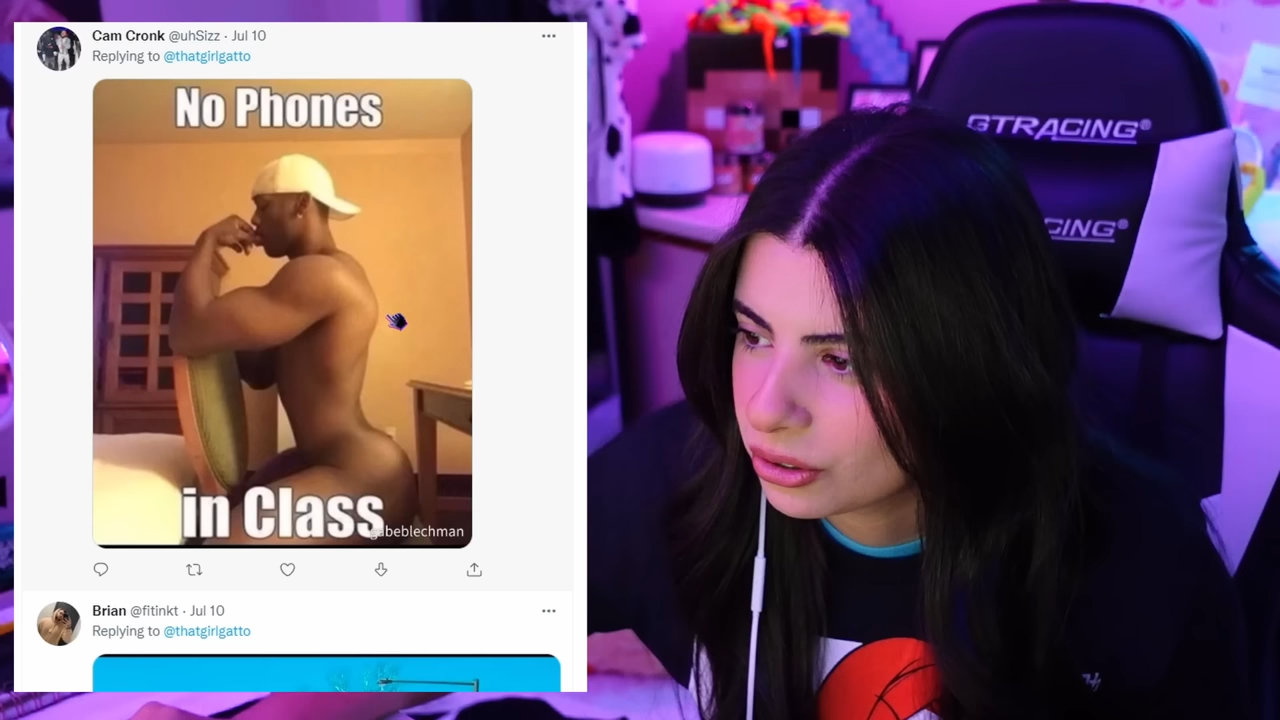 Cam Cronk @uhSizz · Jul 10
Replying to @thatgirlgatto
No Phones
in Class
Brian @fitinkt · Jul 10
Replying to @thatgirlgatto
GTRACING®
CING®